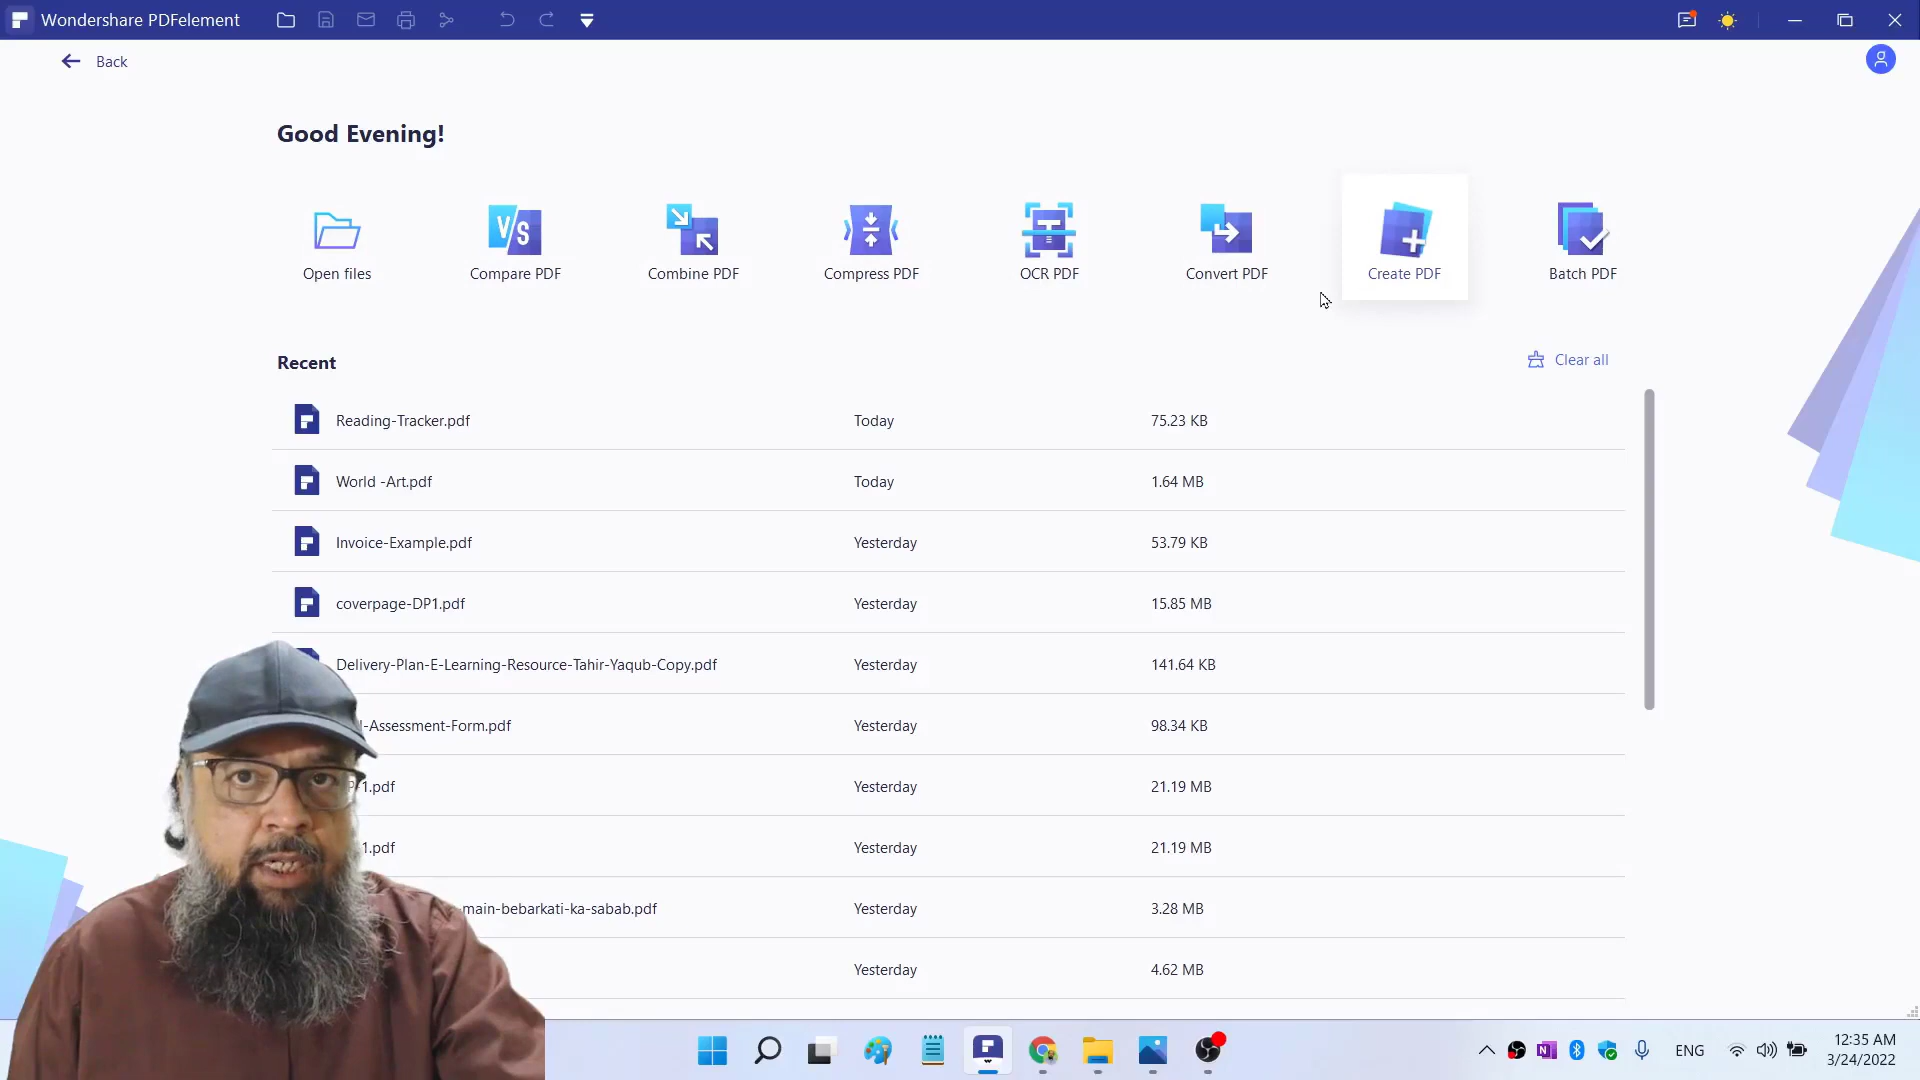 Wondershare PDFelement
Back
Good Evening!
Open files
Compare PDF
Combine PDF
Compress PDF
OCR PDF
Convert PDF
Create PDF
Batch PDF
Recent
Clear all
Reading-Tracker.pdf Today 75.23 KB
World -Art.pdf Today 1.64 MB
Invoice-Example.pdf Yesterday 53.79 KB
coverpage-DP1.pdf Yesterday 15.85 MB
Delivery-Plan-E-Learning-Resource-Tahir-Yaqub-Copy.pdf Yesterday 141.64 KB
-Assessment-Form.pdf Yesterday 98.34 KB
1.pdf Yesterday 21.19 MB
1.pdf Yesterday 21.19 MB
main-bebarkati-ka-sabab.pdf Yesterday 3.28 MB
Yesterday 4.62 MB
ENG
12:35 AM
3/24/2022